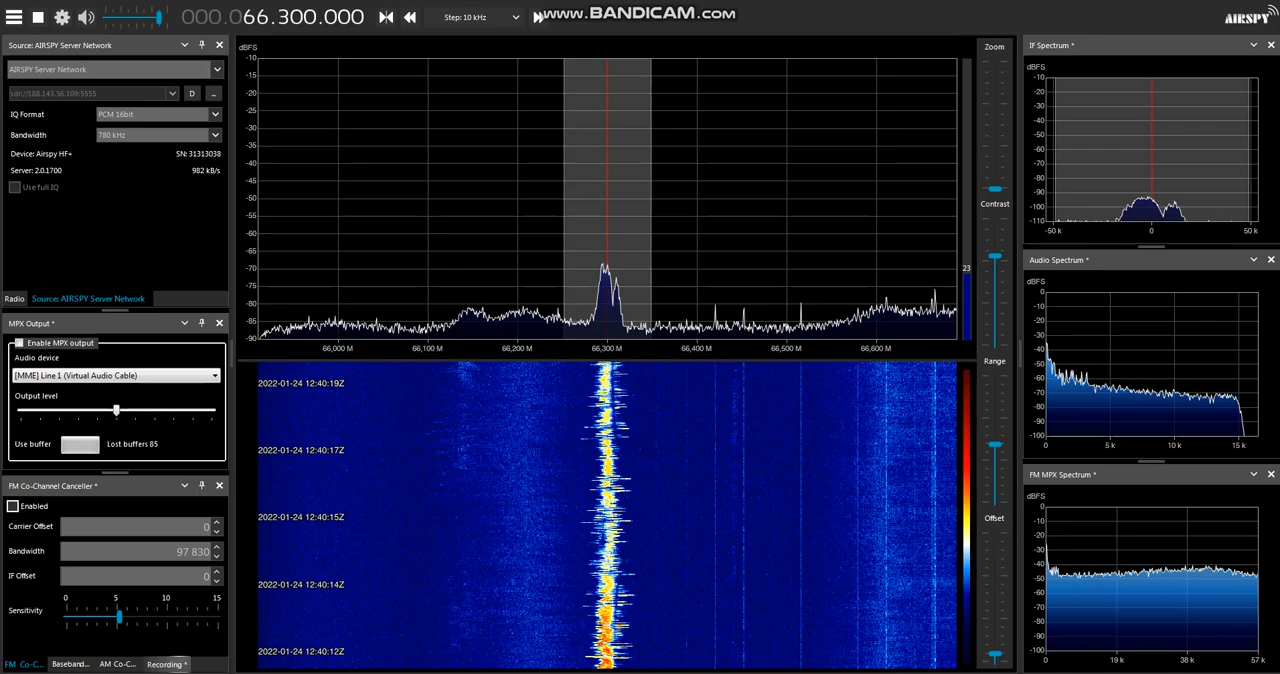 000.066.300.000
Step: 10 kHz
www.BANDICAM.com
AIRSPY
Source: AIRSPY Server Network
AIRSPY Server Network
sdr://188.143.56.109:5555
D
...
IQ Format
PCM 16bit
Bandwidth
780 kHz
Device: Airspy HF+
SN: 31313038
Server: 2.0.1700
982 kB/s
Use full IQ
Radio
Source: AIRSPY Server Network
MPX Output *
Enable MPX output
Audio device
[MME] Line 1 (Virtual Audio Cable)
Output level
Use buffer
Lost buffers 85
FM Co-Channel Canceller *
Enabled
Carrier Offset
0
Bandwidth
97 830
IF Offset
0
Sensitivity
0 5 10 15
FM Co-C...
Baseband...
AM Co-C...
Recording *
dBFS
-10
-15
-20
-25
-30
-35
-40
-45
-50
-55
-60
-65
-70
-75
-80
-85
-90
66,000M 66,100M 66,200M 66,300M 66,400M 66,500M 66,600M
23
2022-01-24 12:40:19Z
2022-01-24 12:40:17Z
2022-01-24 12:40:15Z
2022-01-24 12:40:14Z
2022-01-24 12:40:12Z
Zoom
Contrast
Range
Offset
IF Spectrum *
dBFS
-10
-20
-30
-40
-50
-60
-70
-80
-90
-100
-110
-50 k 0 50 k
Audio Spectrum *
dBFS
0
-10
-20
-30
-40
-50
-60
-70
-80
-90
-100
0 5 k 10 k 15 k
FM MPX Spectrum *
dBFS
0
-10
-20
-30
-40
-50
-60
-70
-80
-90
-100
0 19 k 38 k 57 k